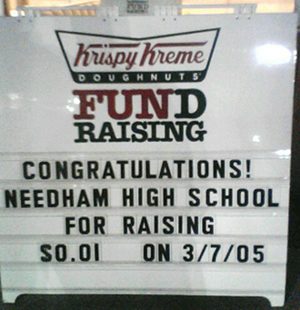 Krispy Kreme
DOUGHNUTS
FUND
RAISING
CONGRATULATIONS!
NEEDHAM HIGH SCHOOL
FOR RAISING
$0.01 ON 3/7/05